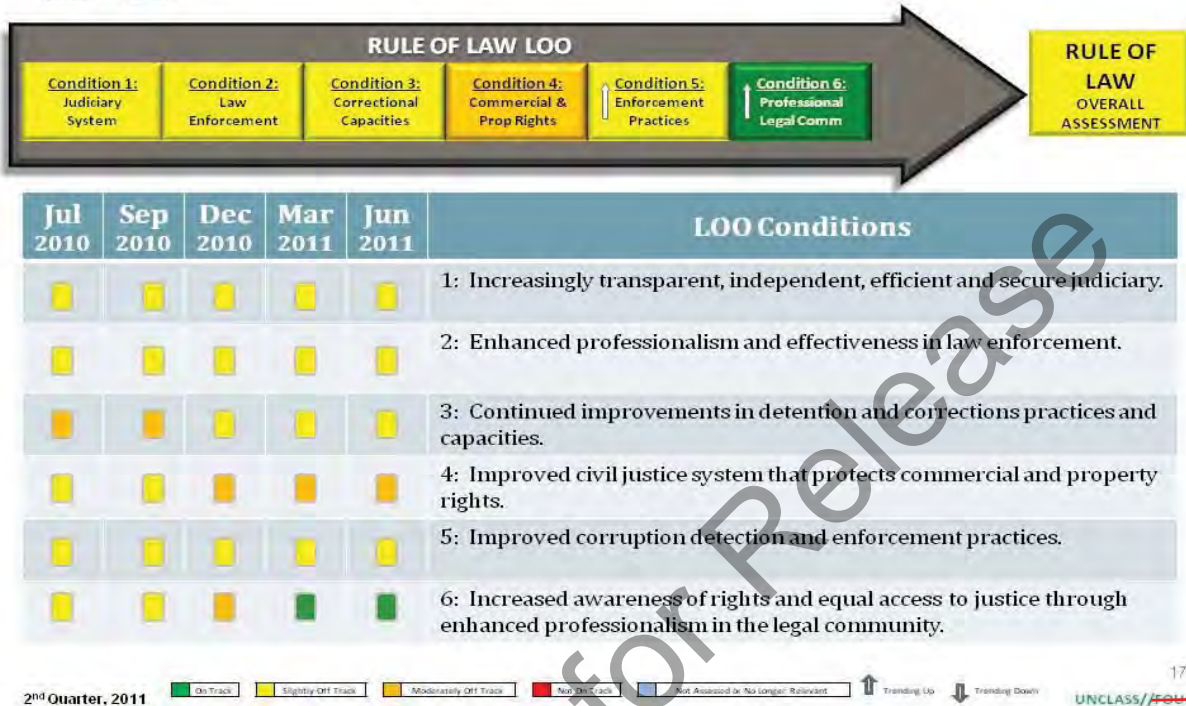 RULE OF LAW LOO
Condition 1:
Judiciary
System
Condition 2:
Law
Enforcement
Condition 3:
Correctional
Capacities
Condition 4:
Commercial &
Prop Rights
Condition 5:
Enforcement
Practices
Condition 6:
Professional
Legal Comm
RULE OF
LAW
OVERALL
ASSESSMENT
Jul
2010
Sep
2010
Dec
2010
Mar
2011
Jun
2011
LOO Conditions
1: Increasingly transparent, independent, efficient and secure judiciary.
2: Enhanced professionalism and effectiveness in law enforcement.
3: Continued improvements in detention and corrections practices and
capacities.
4: Improved civil justice system that protects commercial and property
rights.
5: Improved corruption detection and enforcement practices.
6: Increased awareness of rights and equal access to justice through
enhanced professionalism in the legal community.
for Release
17
2nd Quarter, 2011
On Track
Slightly Off Track
Moderately Off Track
Not On Track
Not Assessed or No Longer Relevant
Trending Up
Trending Down
UNCLASS//FOU